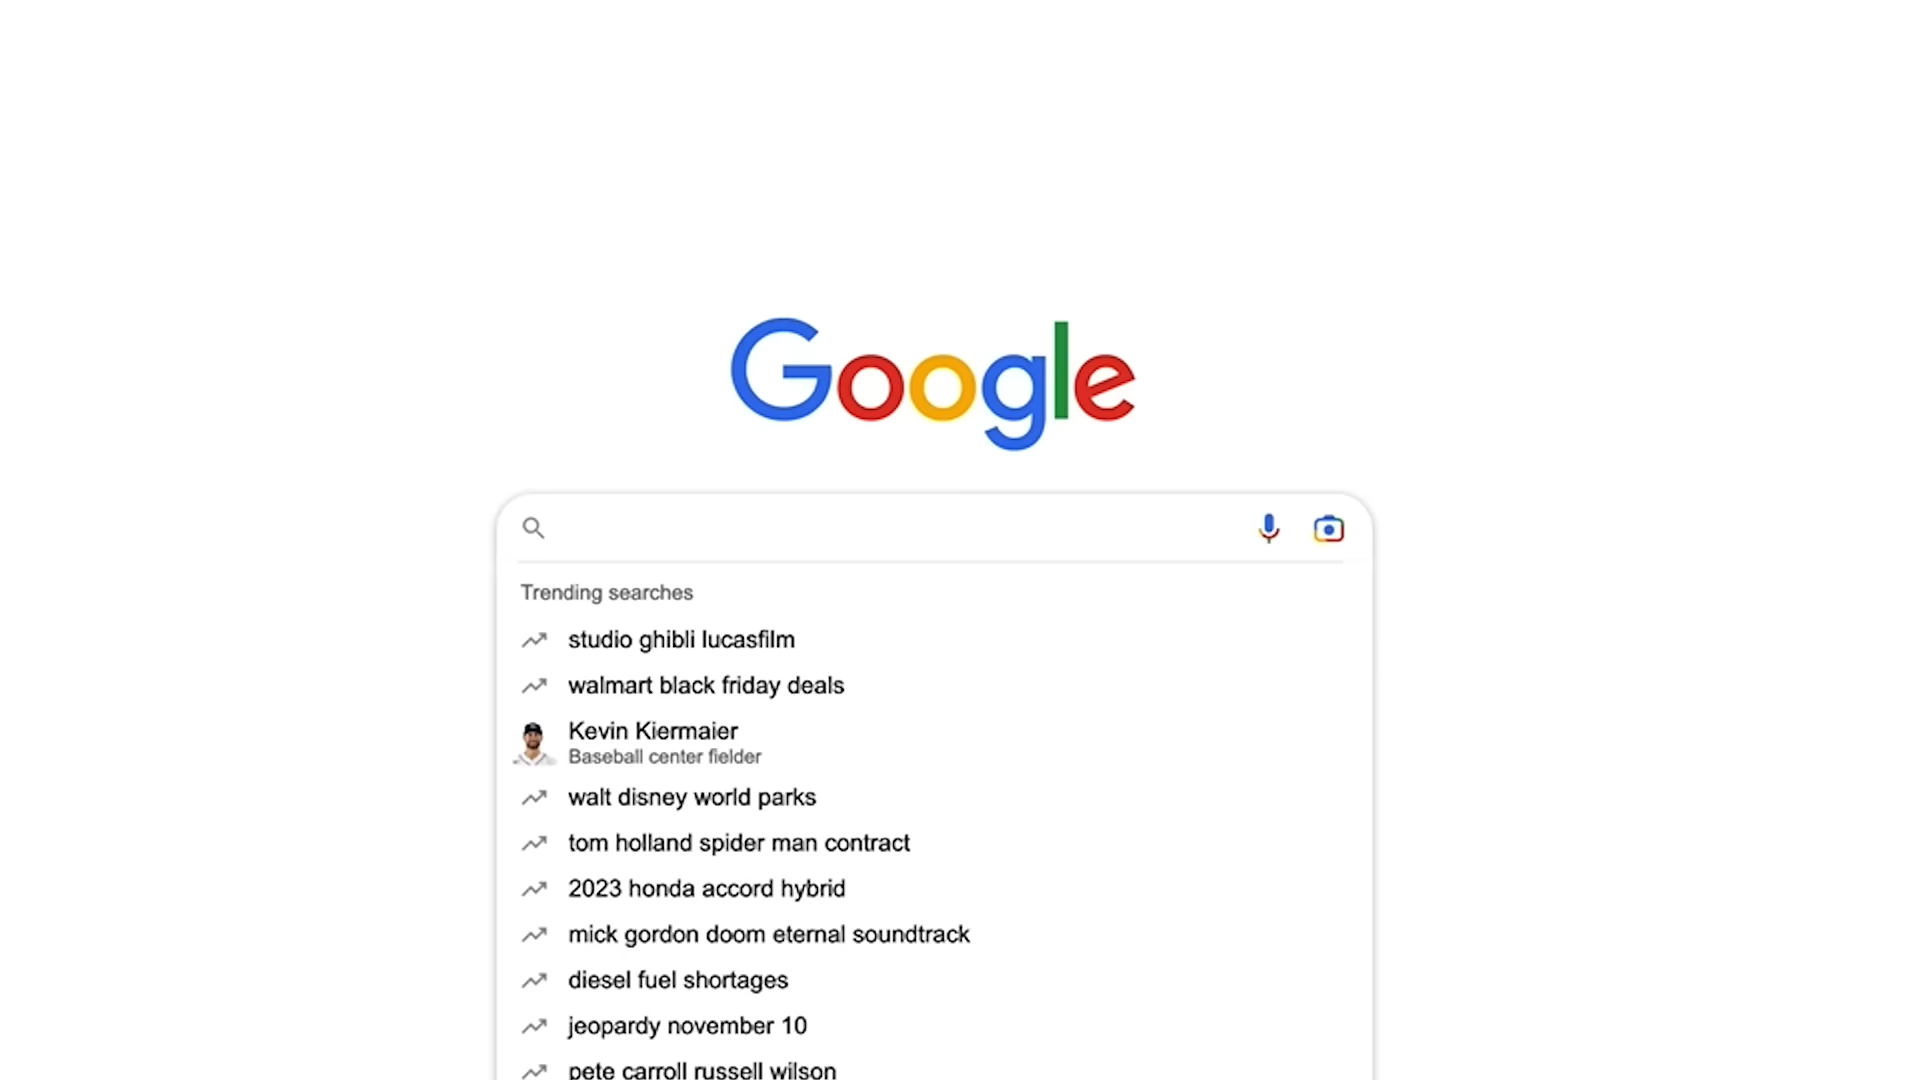 Google
Trending searches
studio ghibli lucasfilm
walmart black friday deals
Kevin Kiermaier
Baseball center fielder
walt disney world parks
tom holland spider man contract
2023 honda accord hybrid
mick gordon doom eternal soundtrack
diesel fuel shortages
jeopardy november 10
pete carroll russell wilson